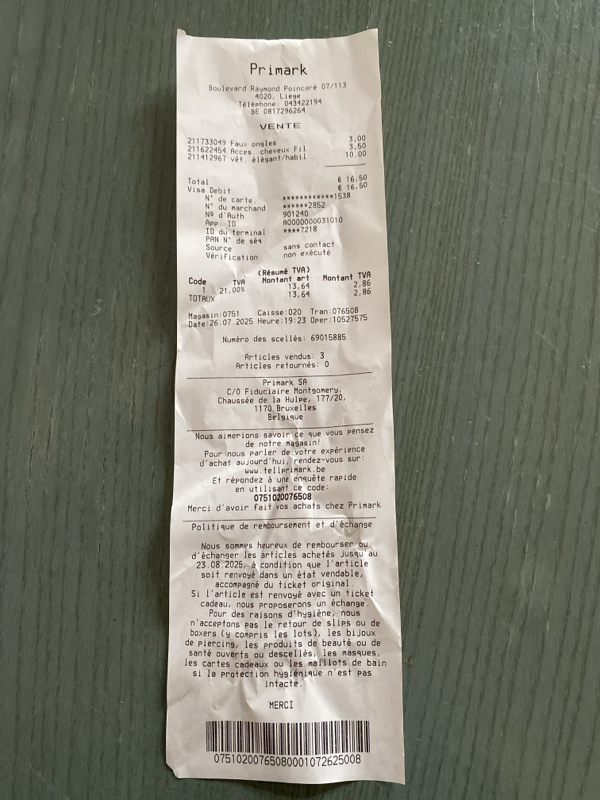 Primark
Boulevard Raymond Poincaré 07/113
4020, Liege
Téléphone: 043422194
BE 0817296264
VENTE
211733049 Faux ongles 3,00
211622454 Acces. cheveux Fil 3,50
211412967 vêt. élégant/habil 10,00
Total € 16,50
Visa Debit € 16,50
N° de carte ************1538
N° du marchand ******2852
Nº d'Auth 901240
App. ID A0000000031010
ID du terminal ****7218
PAN N° de séq
Source sans contact
Vérification non exécuté
(Résumé TVA)
Code TVA Montant art Montant TVA
1 21,00% 13,64 2,86
TOTAUX 13,64 2,86
Magasin:0751 Caisse:020 Tran:076508
Date:26.07.2025 Heure:19:23 Oper:10527575
Numéro des scellés: 69015885
Articles vendus: 3
Articles retournés: 0
Primark SA
C/O Fiduciaire Montgomery,
Chaussée de la Hulpe, 177/20,
1170 Bruxelles
Belgique
Nous aimerions savoir ce que vous pensez
de notre magasin!
Pour nous parler de votre expérience
d'achat aujourd'hui, rendez-vous sur:
www.tellprimark.be
Et répondez à une enquête rapide
en utilisant ce code:
0751020076508
Merci d'avoir fait vos achats chez Primark
Politique de remboursement et d'échange
Nous sommes heureux de rembourser ou
d'échanger les articles achetés jusqu'au
23.08.2025, à condition que l'article
soit renvoyé dans un état vendable,
accompagné du ticket original.
Si l'article est renvoyé avec un ticket
cadeau, nous proposerons un échange.
Pour des raisons d'hygiène, nous
n'acceptons pas le retour de slips ou de
boxers (y compris les lots), les bijoux
de piercing, les produits de beauté ou de
santé ouverts ou descellés, les masques,
les cartes cadeaux ou les maillots de bain
si la protection hygiénique n'est pas
intacte.
MERCI
07510200765080001072625008